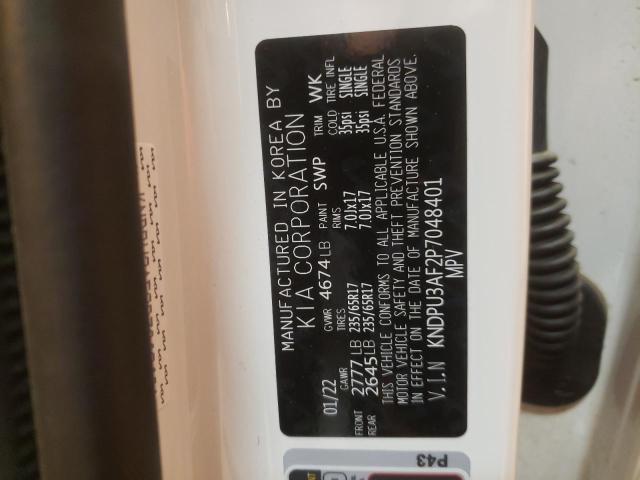 MANUFACTURED IN KOREA BY
KIA CORPORATION
01/22 GVWR 4674LB PAINT SWP TRIM WK
GAWR TIRES RIMS COLD TIRE INFL
FRONT 2777LB 235/65R17 7.0Jx17 35psi SINGLE
REAR 2645LB 235/65R17 7.0Jx17 35psi SINGLE
THIS VEHICLE CONFORMS TO ALL APPLICABLE U.S.A. FEDERAL
MOTOR VEHICLE SAFETY AND THEFT PREVENTION STANDARDS
IN EFFECT ON THE DATE OF MANUFACTURE SHOWN ABOVE.
V.I.N KNDPU3AF2P7048401
MPV
P43